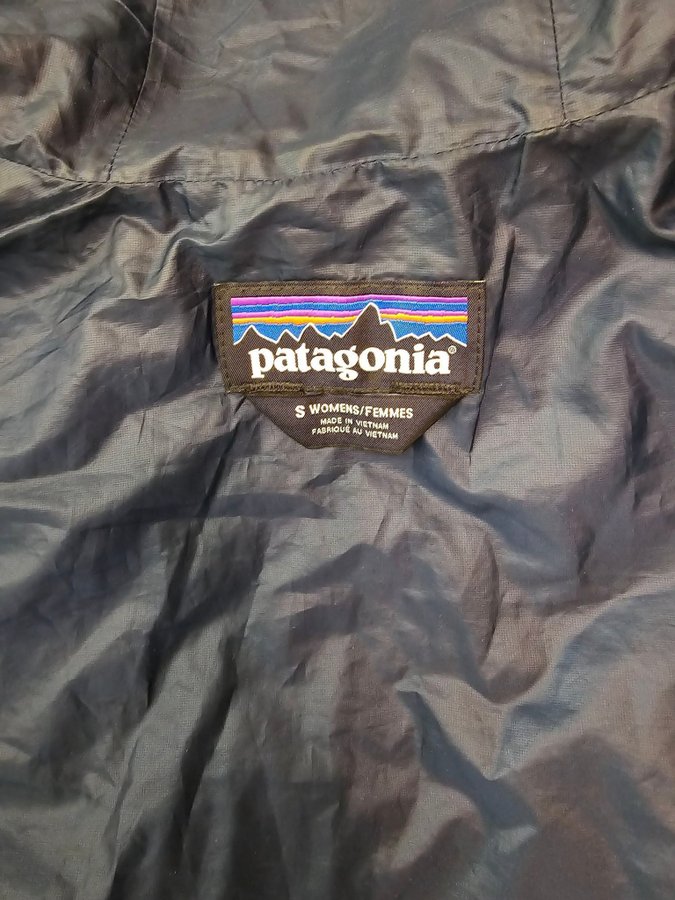 patagonia®
S WOMENS/FEMMES
MADE IN VIETNAM
FABRIQUÉ AU VIETNAM